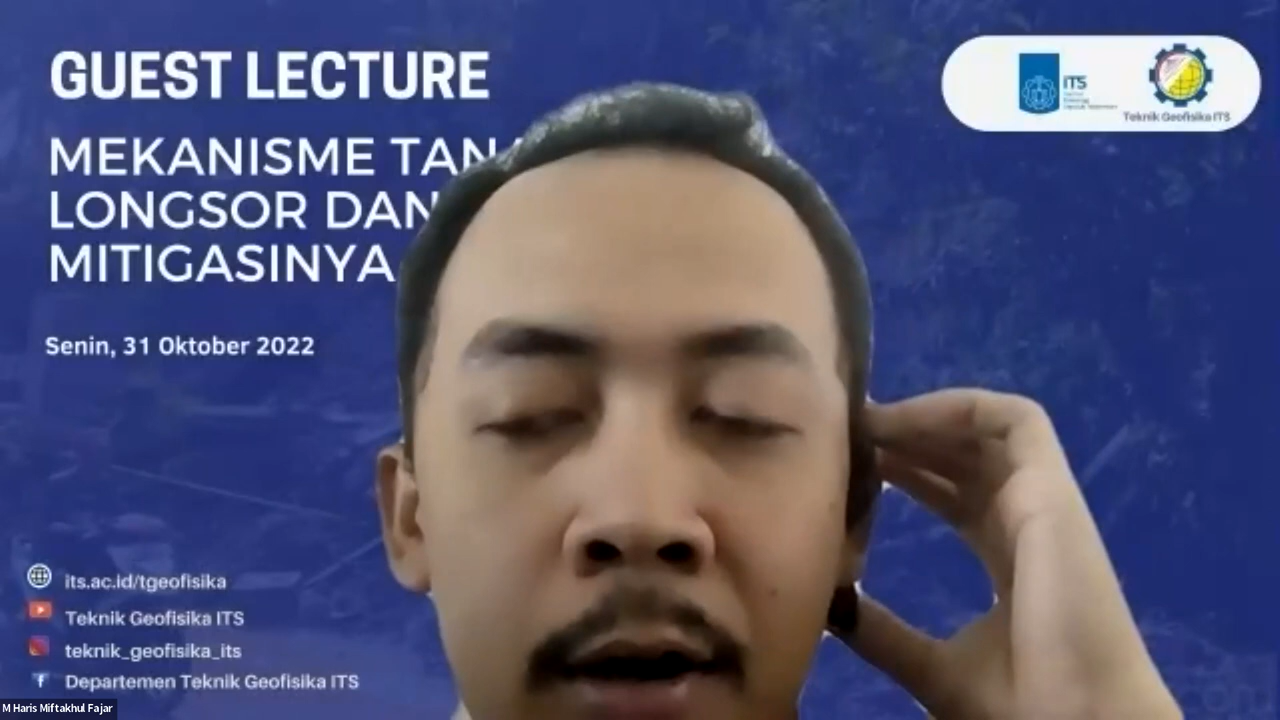 GUEST LECTURE
MEKANISME TAN
LONGSOR DAN
MITIGASINYA
Senin, 31 Oktober 2022
ITS
Teknik Geofisika ITS
its.ac.id/tgeofisika
Teknik Geofisika ITS
teknik_geofisika_its
Departemen Teknik Geofisika ITS
M Haris Miftakhul Fajar